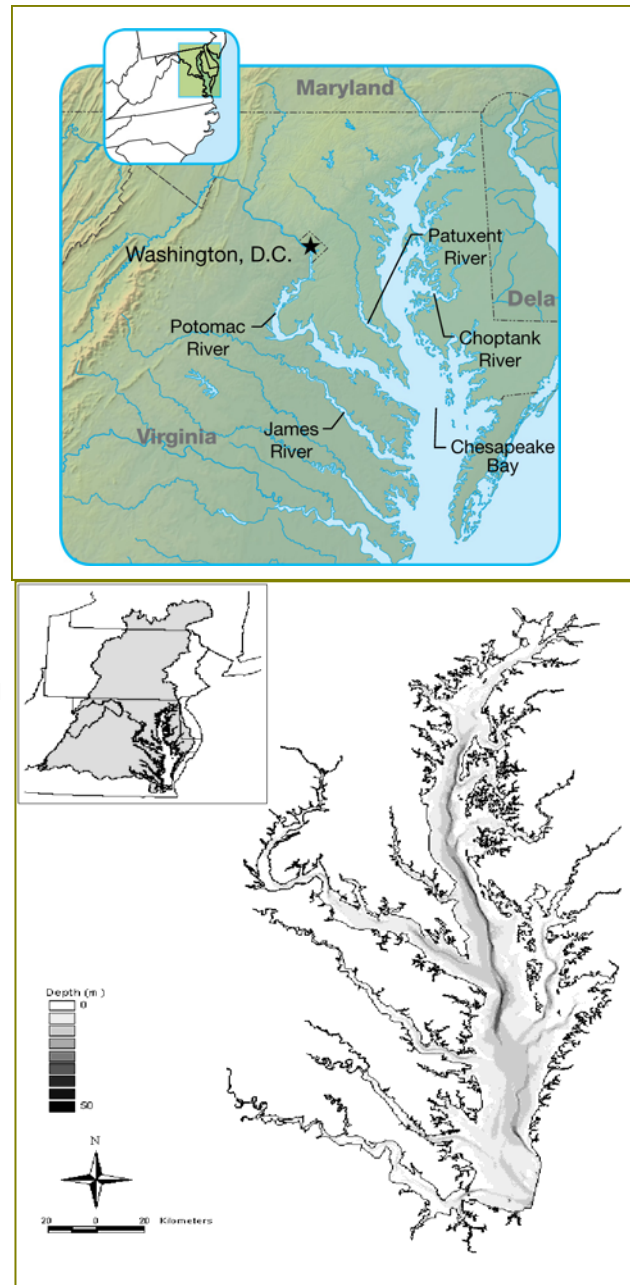 Maryland
Washington, D.C.
Patuxent
River
Dela
Potomac
River
Choptank
River
James
River
Virginia
Chesapeake
Bay
Depth (m)
0
50
N
20 0 20 Kilometers